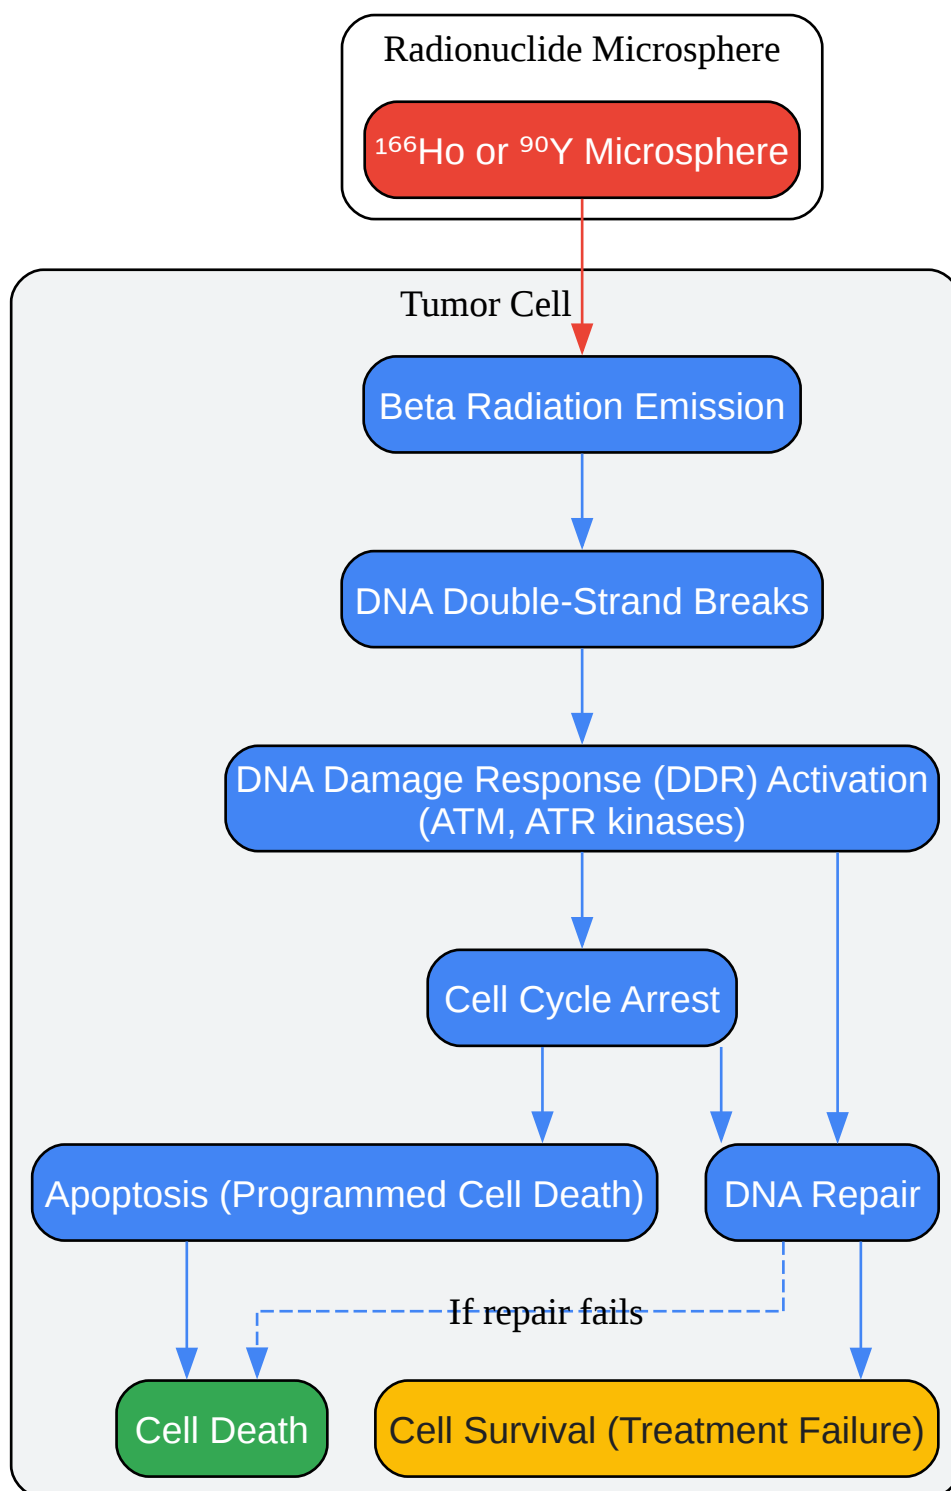 Radionuclide Microsphere
¹⁶⁶Ho or ⁹⁰Y Microsphere
Tumor Cell
Beta Radiation Emission
DNA Double-Strand Breaks
DNA Damage Response (DDR) Activation
(ATM, ATR kinases)
Cell Cycle Arrest
Apoptosis (Programmed Cell Death)
DNA Repair
If repair fails
Cell Death
Cell Survival (Treatment Failure)